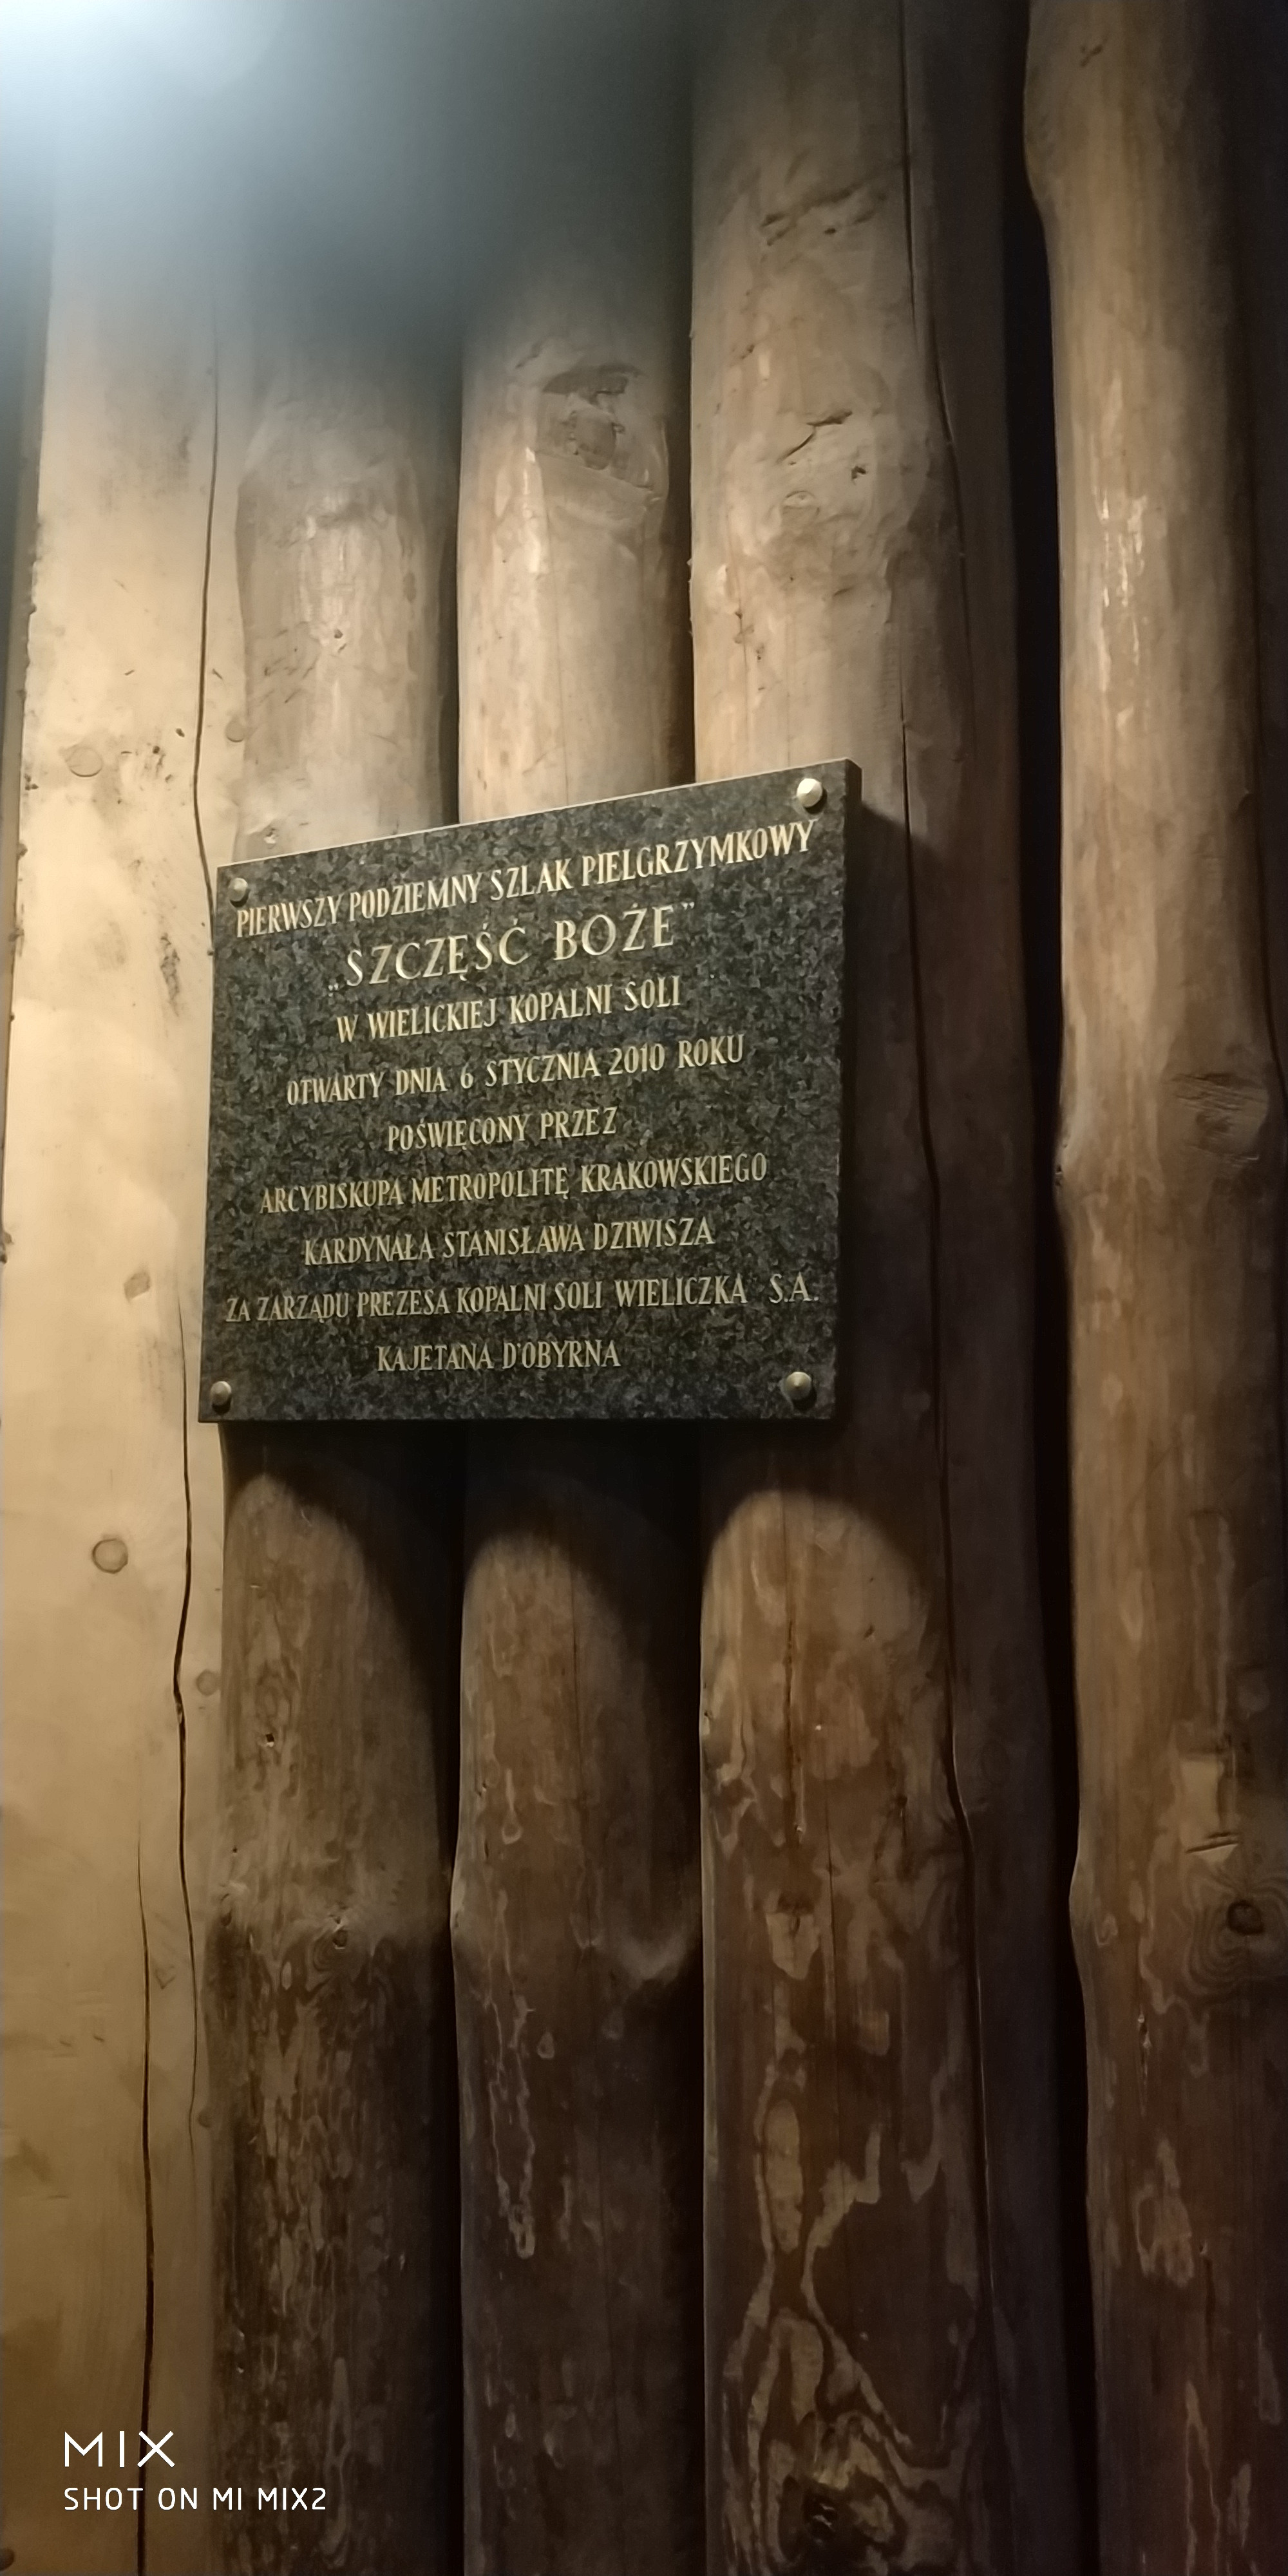 PIERWSZY PODZIEMNY SZLAK PIELGRZYMKOWY
„SZCZĘŚĆ BOŻE”
W WIELICKIEJ KOPALNI SOLI
OTWARTY DNIA 6 STYCZNIA 2010 ROKU
POŚWIĘCONY PRZEZ
ARCYBISKUPA METROPOLITĘ KRAKOWSKIEGO
KARDYNAŁA STANISŁAWA DZIWISZA
ZA ZARZĄDU PREZESA KOPALNI SOLI WIELICZKA S.A.
KAJETANA D'OBYRNA
MIX
SHOT ON MI MIX2